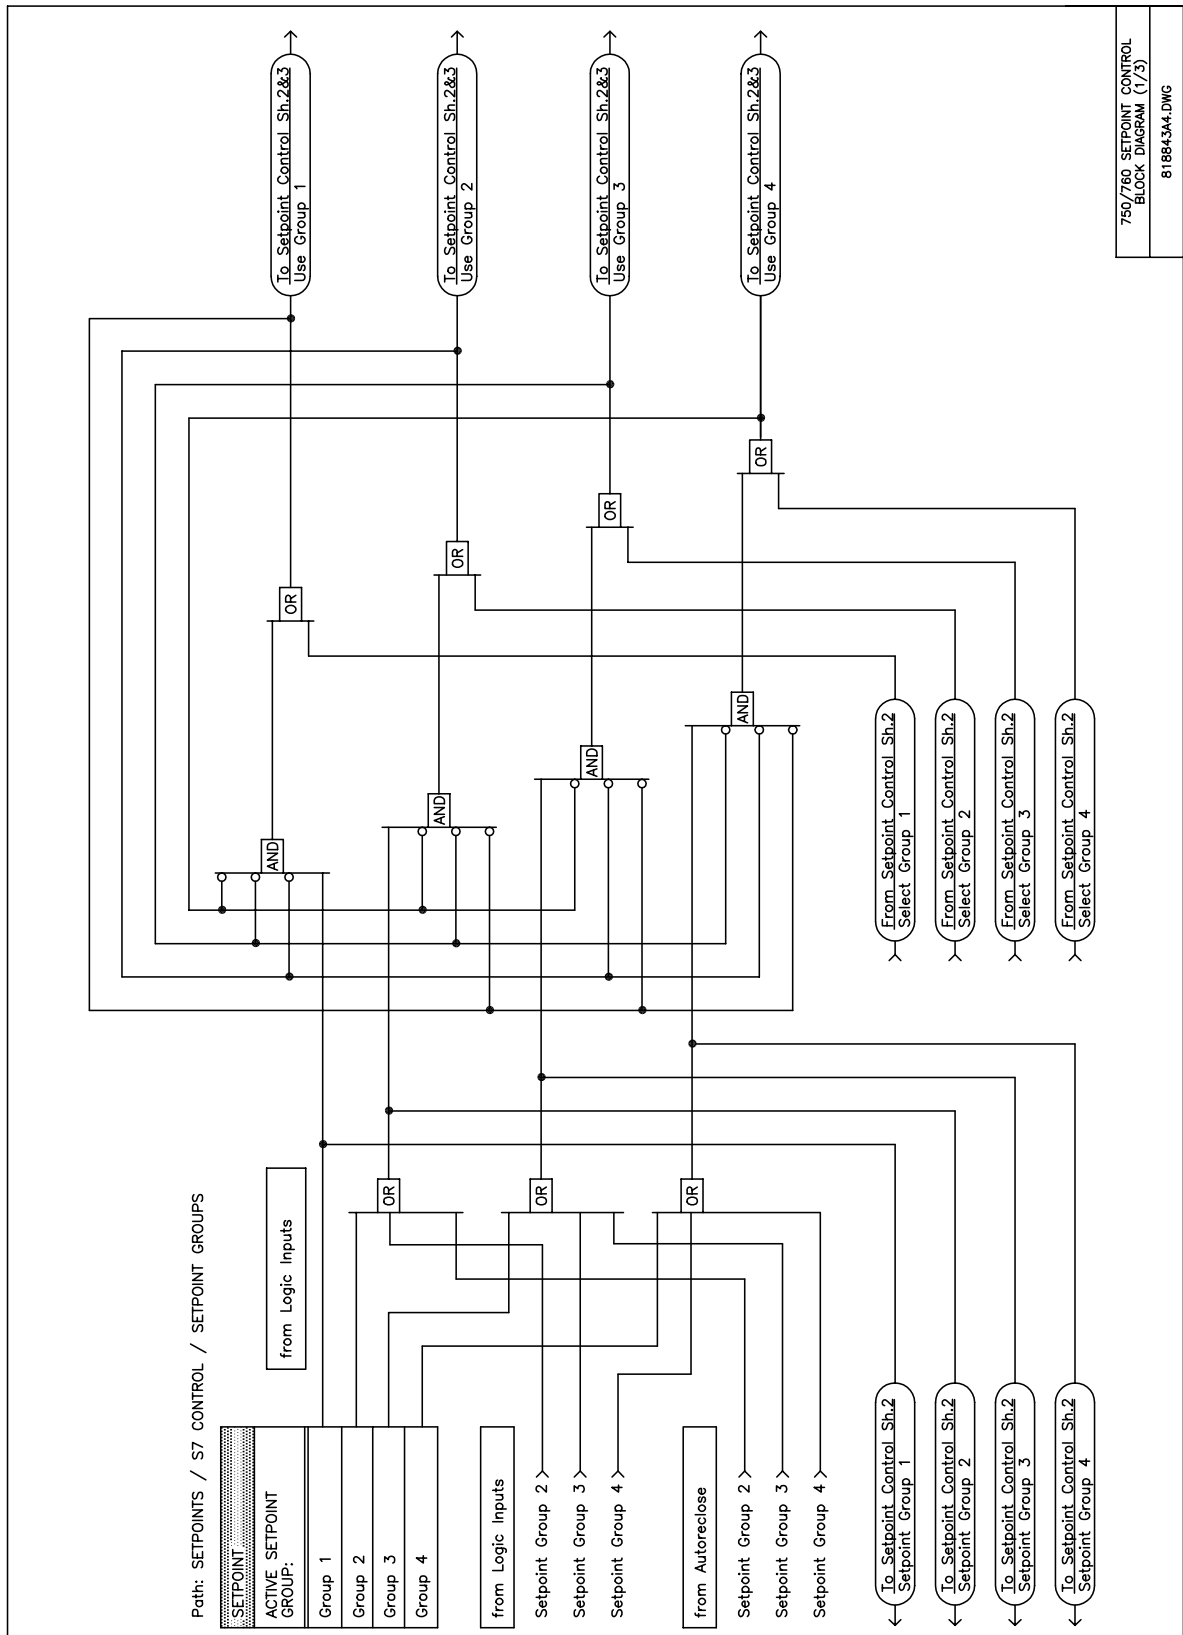 Path: SETPOINTS / S7 CONTROL / SETPOINT GROUPS
SETPOINT
ACTIVE SETPOINT
GROUP:
Group 1
Group 2
Group 3
Group 4
from Logic Inputs
from Logic Inputs
Setpoint Group 2
Setpoint Group 3
Setpoint Group 4
from Autoreclose
Setpoint Group 2
Setpoint Group 3
Setpoint Group 4
To Setpoint Control Sh.2
Setpoint Group 1
To Setpoint Control Sh.2
Setpoint Group 2
To Setpoint Control Sh.2
Setpoint Group 3
To Setpoint Control Sh.2
Setpoint Group 4
OR
OR
OR
AND
AND
AND
AND
From Setpoint Control Sh.2
Select Group 1
From Setpoint Control Sh.2
Select Group 2
From Setpoint Control Sh.2
Select Group 3
From Setpoint Control Sh.2
Select Group 4
OR
OR
OR
OR
To Setpoint Control Sh.2&3
Use Group 1
To Setpoint Control Sh.2&3
Use Group 2
To Setpoint Control Sh.2&3
Use Group 3
To Setpoint Control Sh.2&3
Use Group 4
750/760 SETPOINT CONTROL
BLOCK DIAGRAM (1/3)
818843A4.DWG